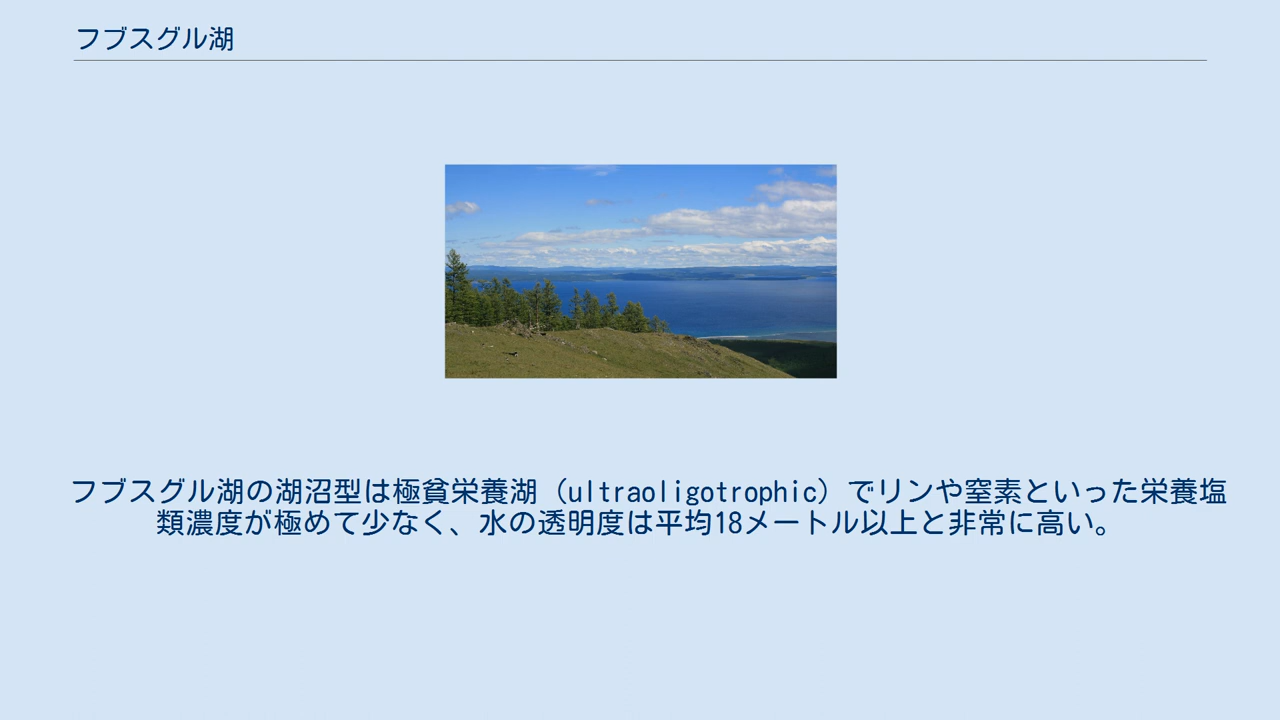 フブスグル湖
フブスグル湖の湖沼型は極貧栄養湖（ultraoligotrophic）でリンや窒素といった栄養塩
類濃度が極めて少なく、水の透明度は平均18メートル以上と非常に高い。